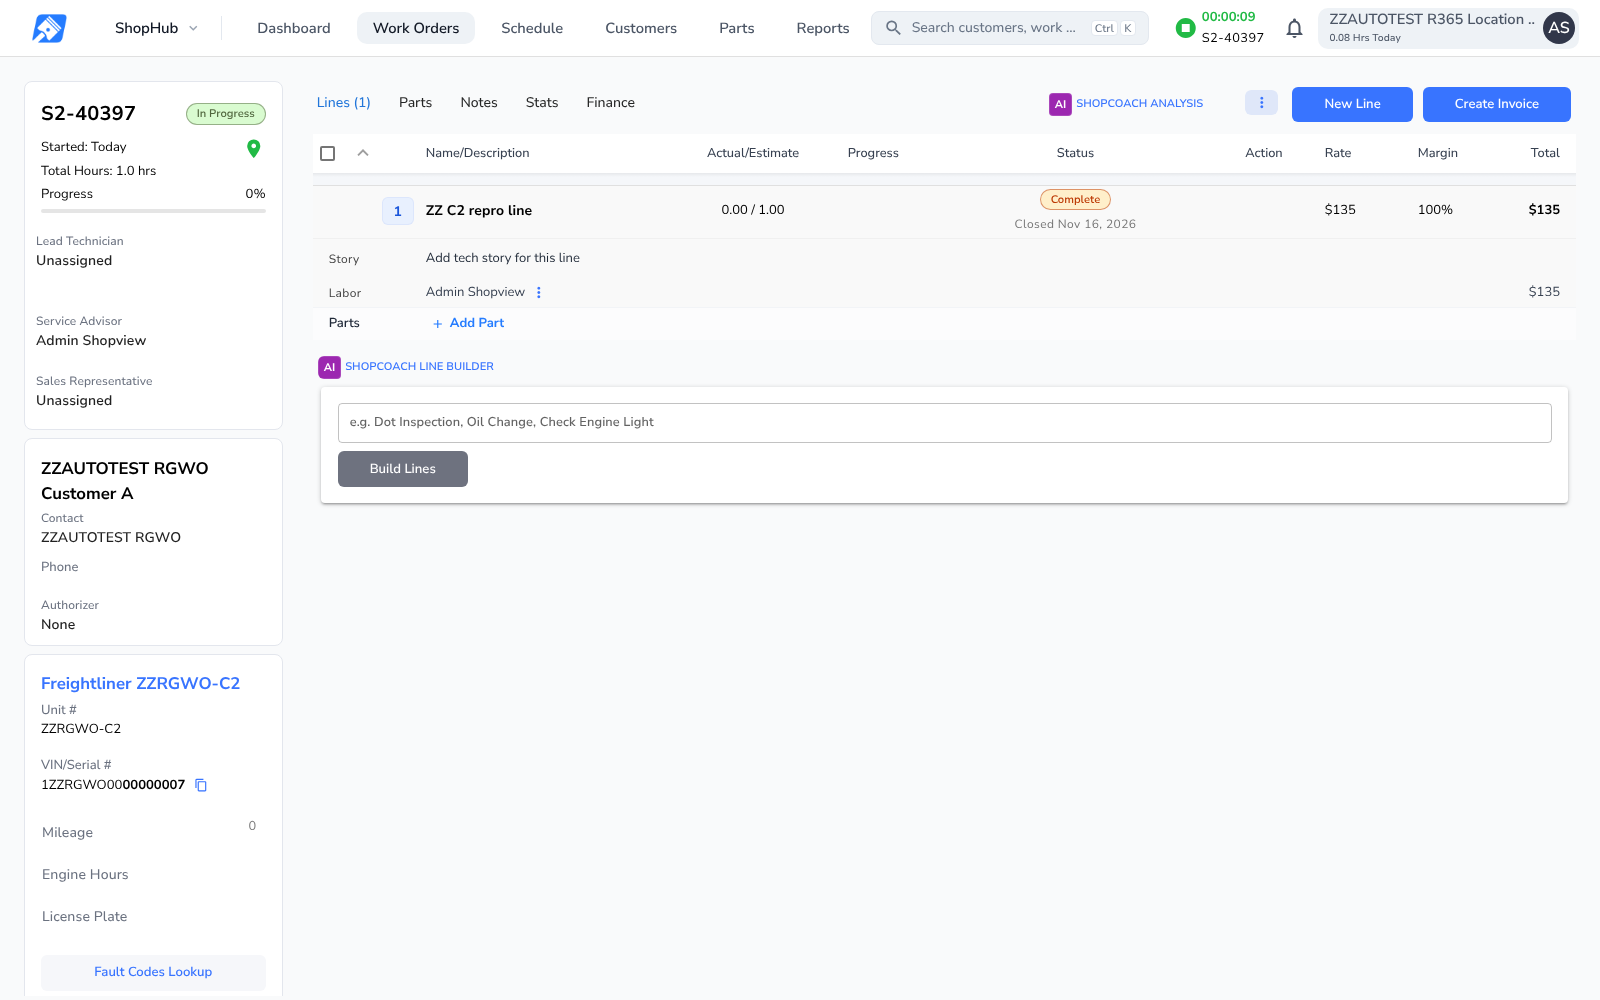 ShopHub
Dashboard
Work Orders
Schedule
Customers
Parts
Reports
Search customers, work ...
Ctrl K
00:00:09
S2-40397
ZZAUTOTEST R365 Location ..
0.08 Hrs Today
AS
S2-40397
In Progress
Started: Today
Total Hours: 1.0 hrs
Progress 0%
Lead Technician
Unassigned
Service Advisor
Admin Shopview
Sales Representative
Unassigned
ZZAUTOTEST RGWO
Customer A
Contact
ZZAUTOTEST RGWO
Phone
Authorizer
None
Freightliner ZZRGWO-C2
Unit #
ZZRGWO-C2
VIN/Serial #
1ZZRGWO0000000007
Mileage 0
Engine Hours
License Plate
Fault Codes Lookup
Lines (1)
Parts
Notes
Stats
Finance
AI SHOPCOACH ANALYSIS
New Line
Create Invoice
Name/Description Actual/Estimate Progress Status Action Rate Margin Total
1 ZZ C2 repro line 0.00 / 1.00 Complete $135 100% $135
Closed Nov 16, 2026
Story Add tech story for this line
Labor Admin Shopview $135
Parts + Add Part
AI SHOPCOACH LINE BUILDER
e.g. Dot Inspection, Oil Change, Check Engine Light
Build Lines